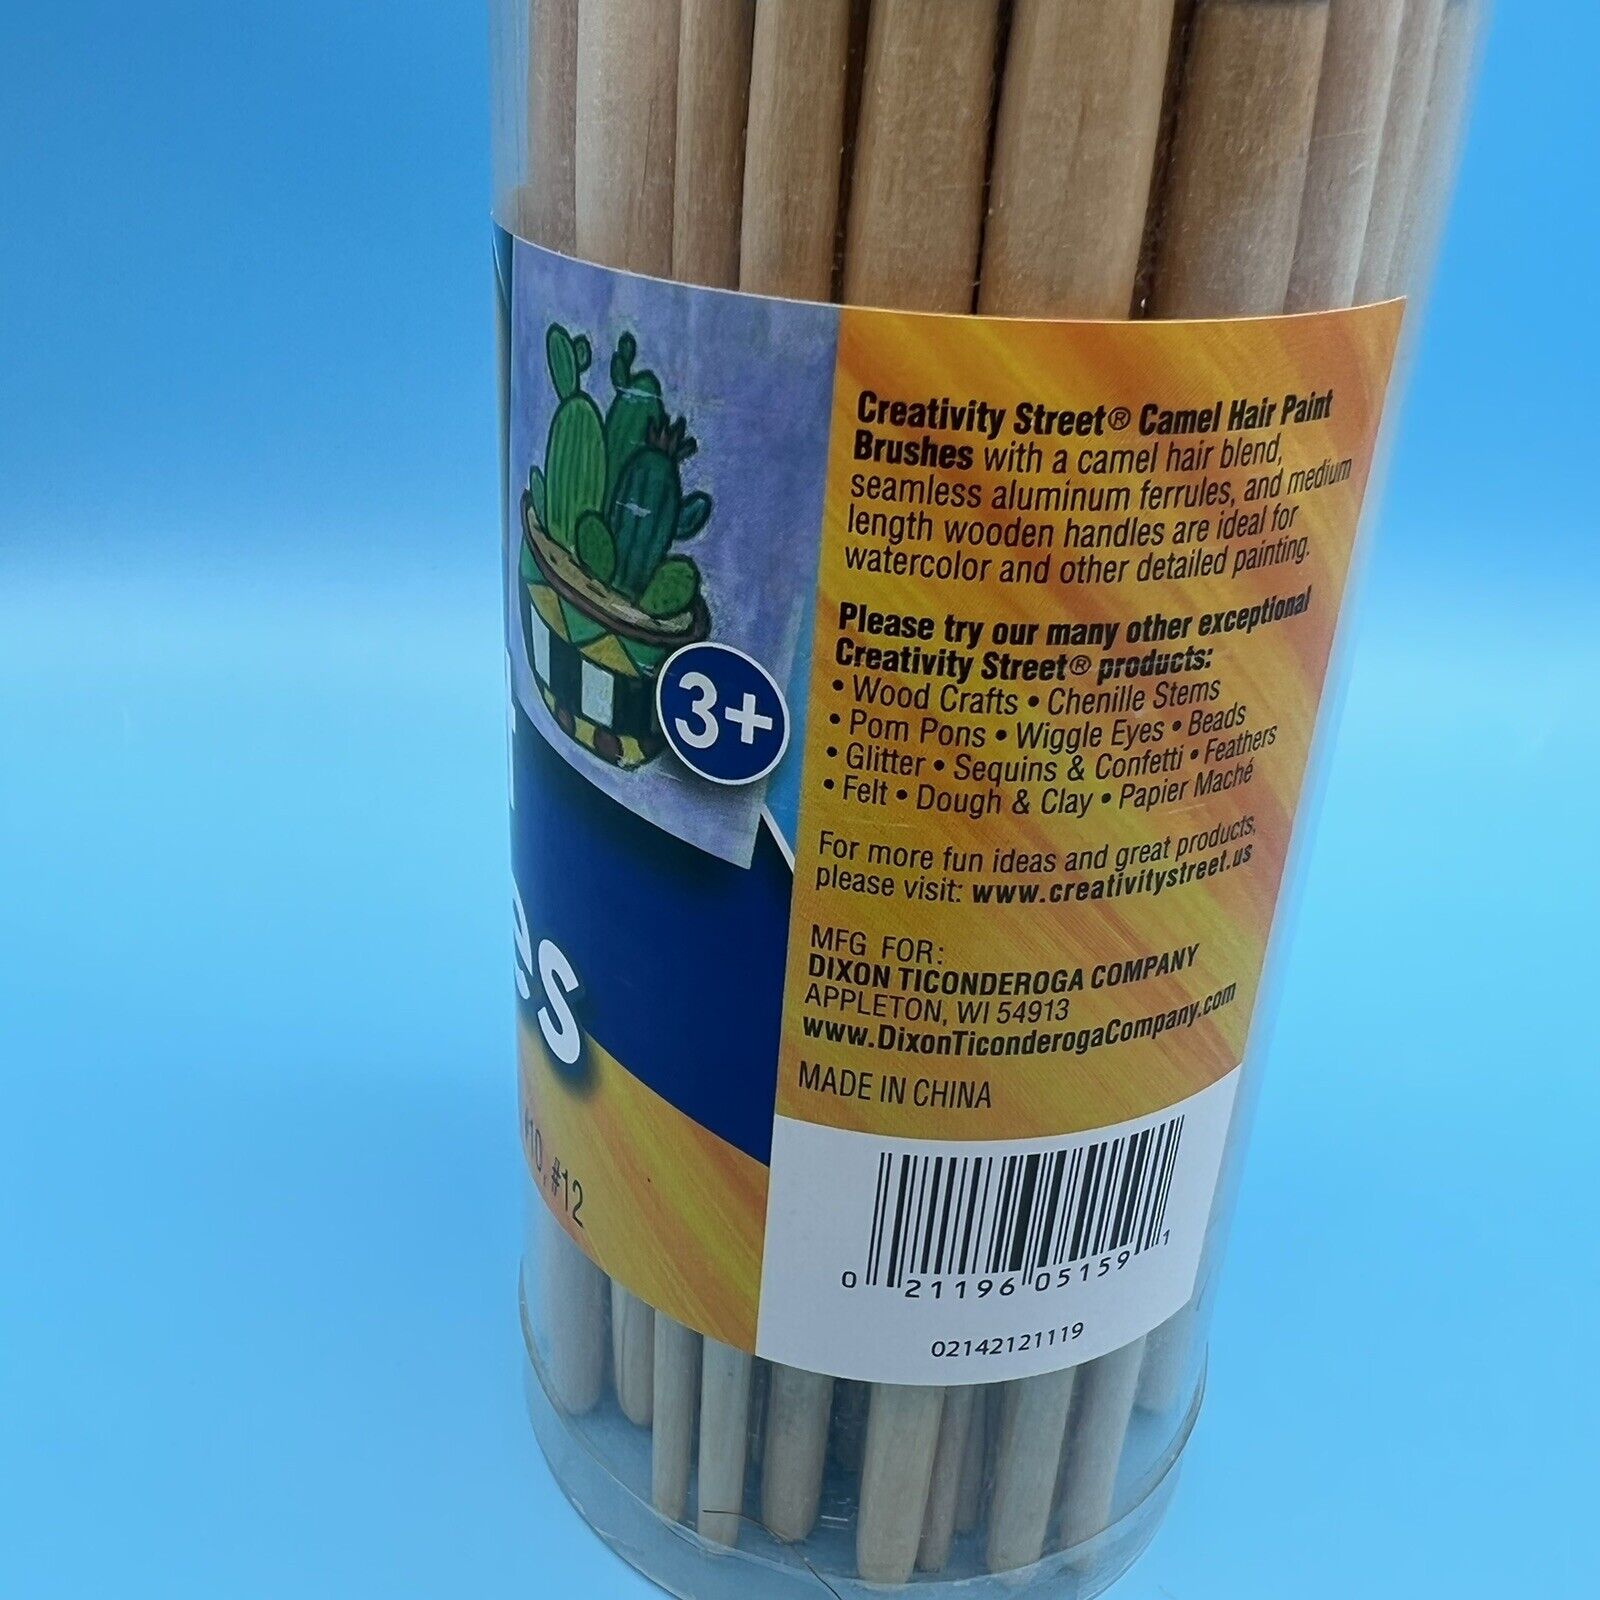 Creativity Street® Camel Hair Paint
Brushes with a camel hair blend,
seamless aluminum ferrules, and medium
length wooden handles are ideal for
watercolor and other detailed painting.
Please try our many other exceptional
Creativity Street® products:
• Wood Crafts • Chenille Stems
• Pom Pons • Wiggle Eyes • Beads
• Glitter • Sequins & Confetti • Feathers
• Felt • Dough & Clay • Papier Maché
For more fun ideas and great products,
please visit: www.creativitystreet.us
MFG FOR:
DIXON TICONDEROGA COMPANY
APPLETON, WI 54913
www.DixonTiconderogaCompany.com
MADE IN CHINA
0 21196 05159 1
02142121119
3+
es
#10, #12